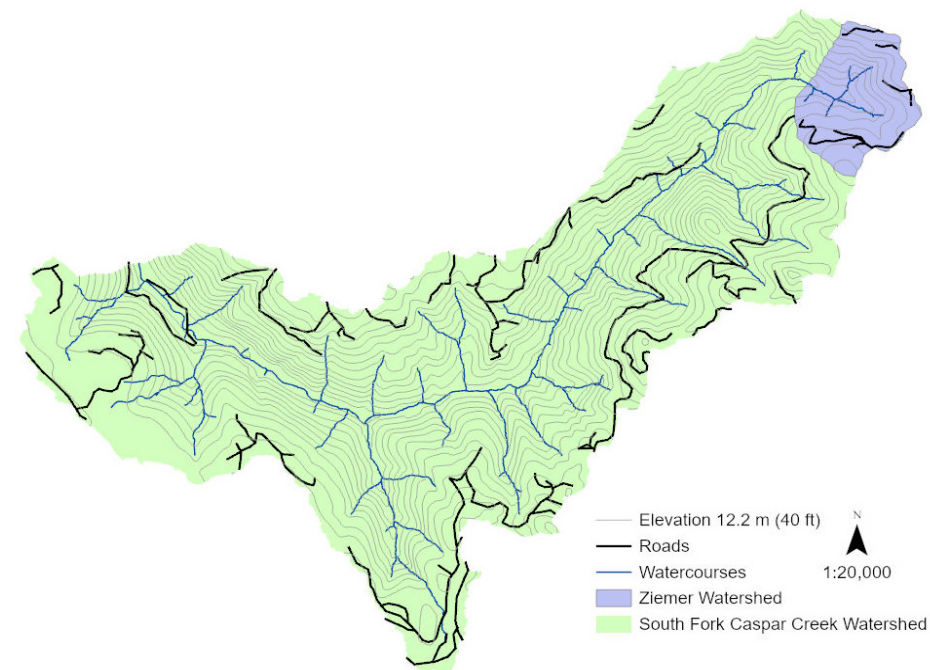 Elevation 12.2 m (40 ft)
Roads
Watercourses
Ziemer Watershed
South Fork Caspar Creek Watershed
N
1:20,000